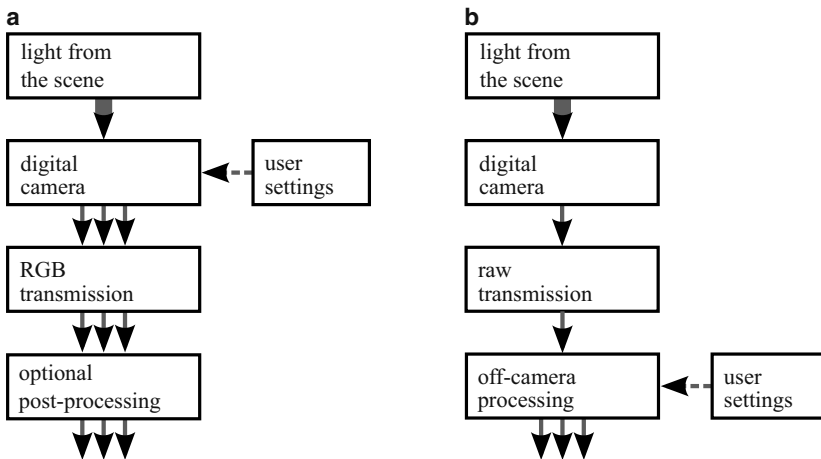 a
light from
the scene
digital
camera
user
settings
RGB
transmission
optional
post-processing
b
light from
the scene
digital
camera
raw
transmission
off-camera
processing
user
settings